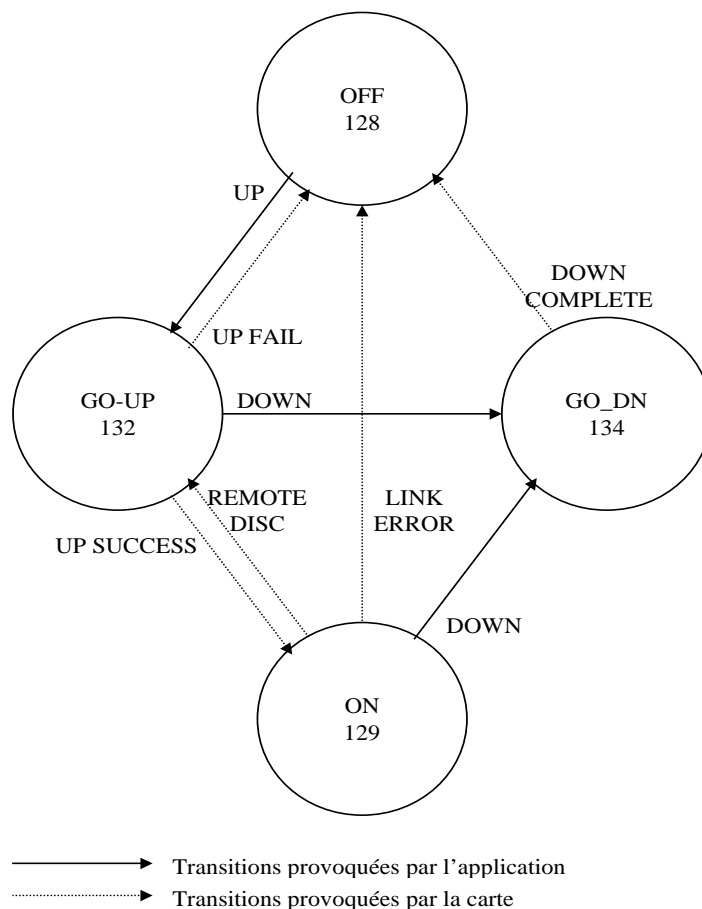 OFF
128
UP
DOWN
COMPLETE
UP FAIL
GO-UP
132
DOWN
GO_DN
134
REMOTE
DISC
LINK
ERROR
UP SUCCESS
DOWN
ON
129
Transitions provoquées par l’application
Transitions provoquées par la carte